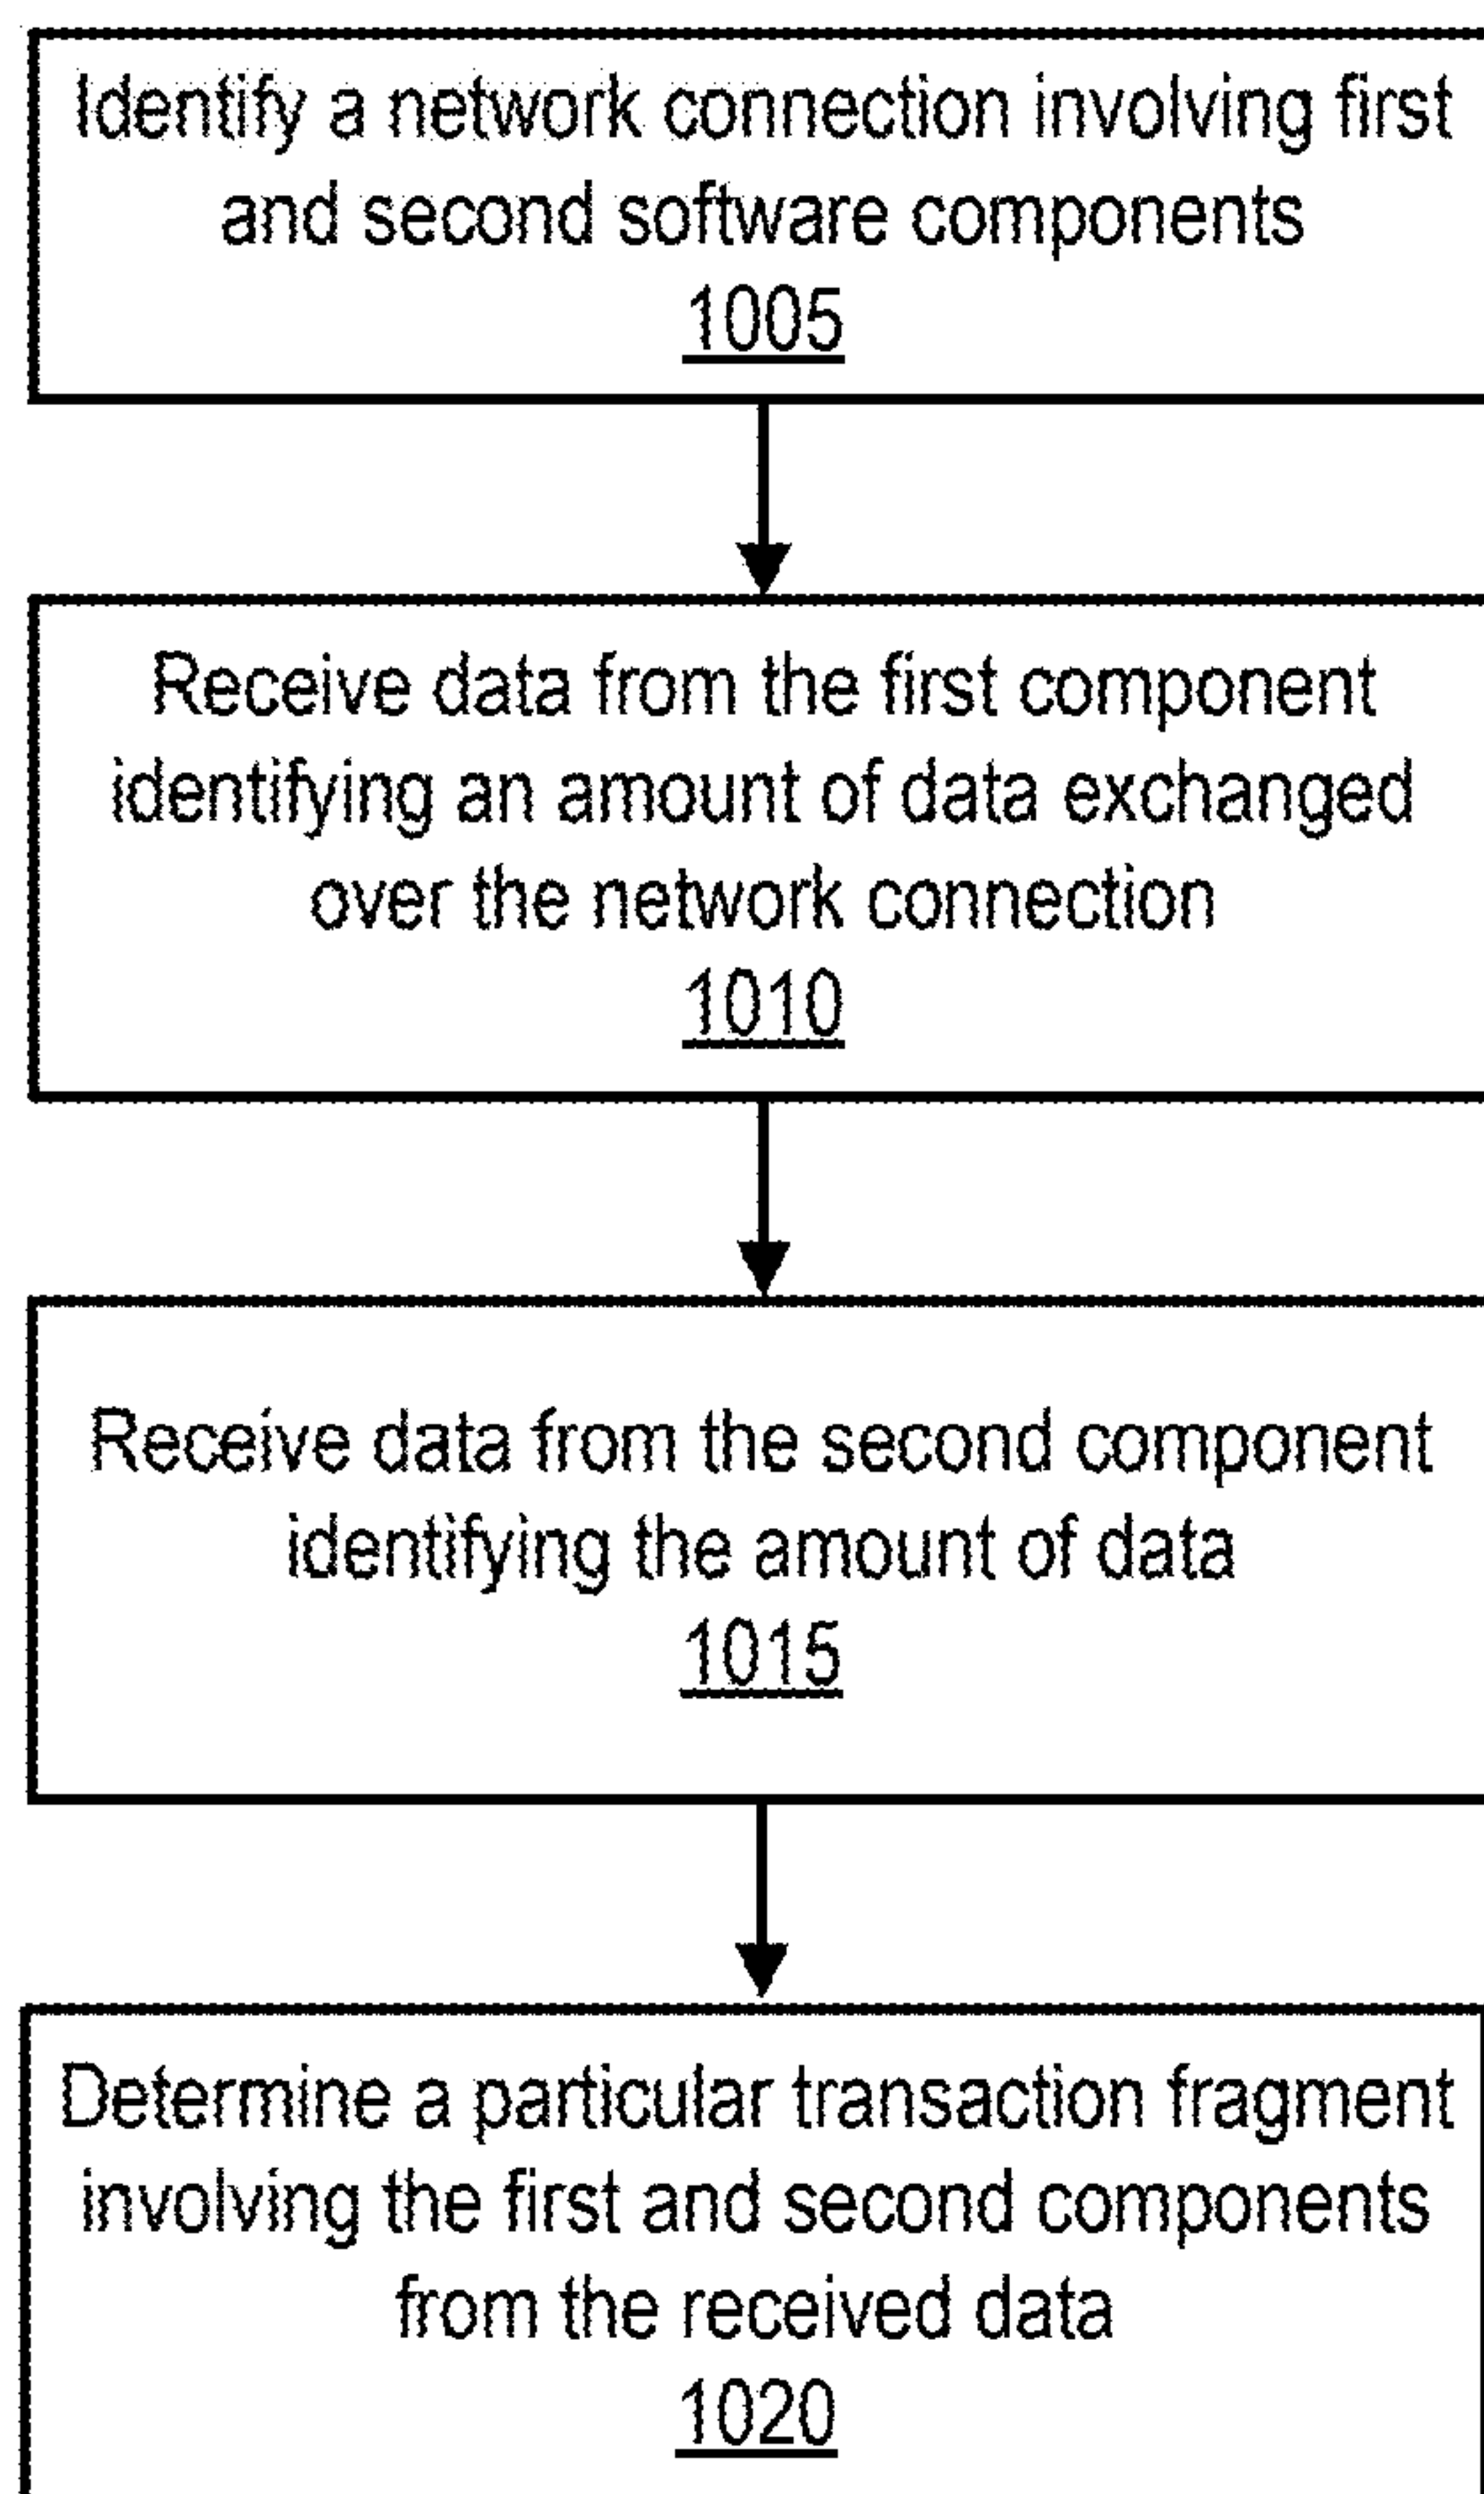 Identify a network connection involving first
and second software components
1005
Receive data from the first component
identifying an amount of data exchanged
over the network connection
1010
Receive data from the second component
identifying the amount of data
1015
Determine a particular transaction fragment
involving the first and second components
from the received data
1020